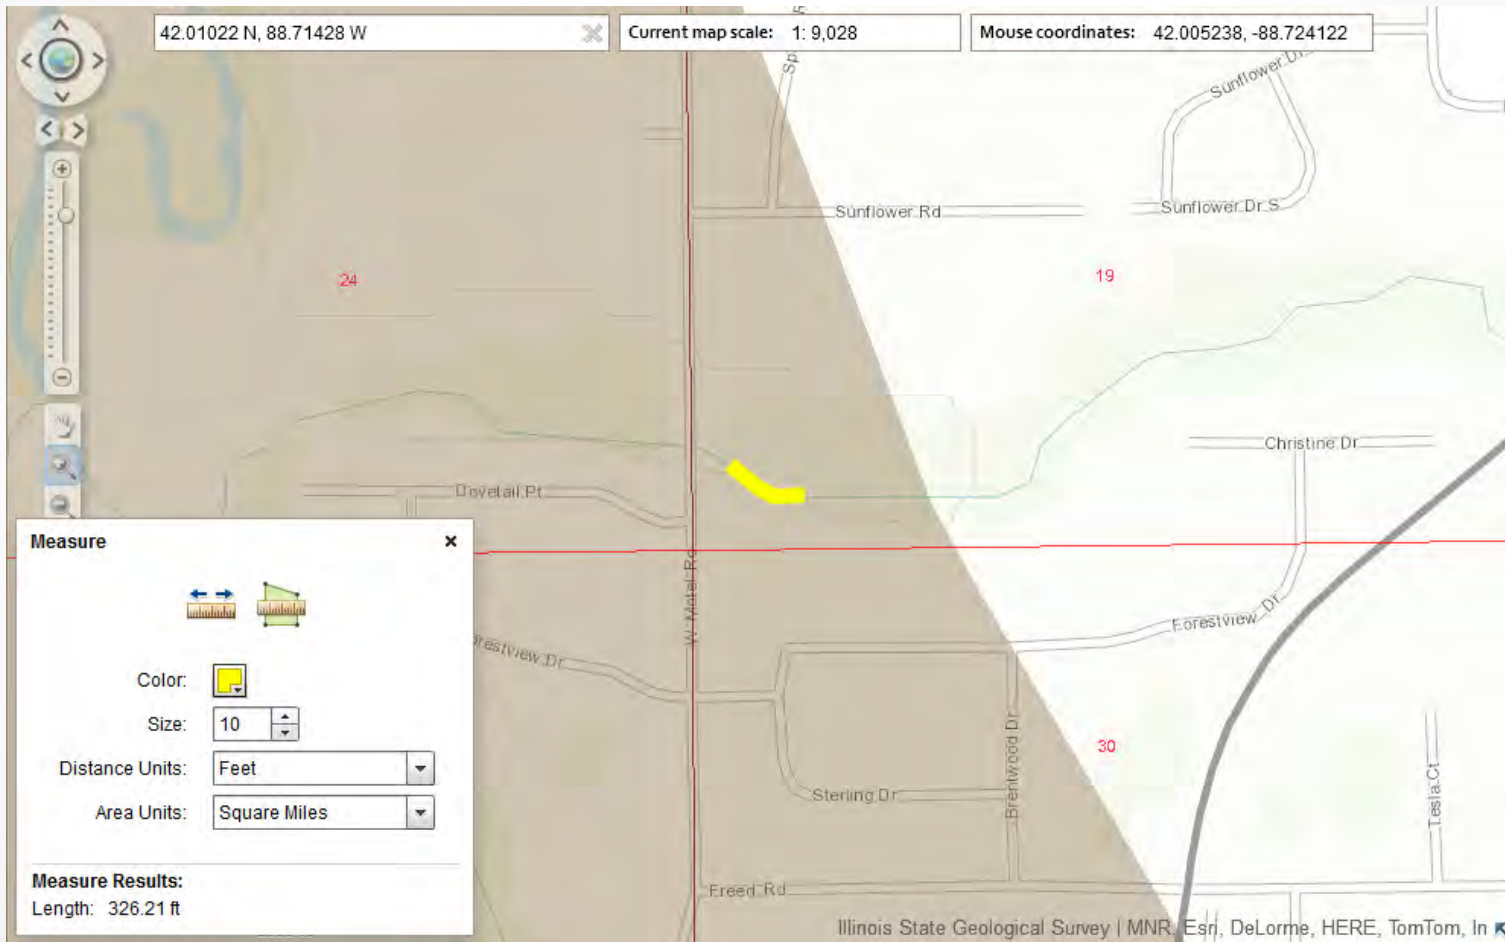 42.01022 N, 88.71428 W
Current map scale: 1: 9,028
Mouse coordinates: 42.005238, -88.724122
Sp
Sunflower Dr
Sunflower Rd
Sunflower Dr S
24
19
Christine Dr
Dovetail Pt
Measure
W Motel Rd
Forestview Dr
restview Dr
Color:
Size: 10
Distance Units: Feet
Area Units: Square Miles
30
Brentwood Dr
Sterling Dr
Tesla Ct
Measure Results:
Length: 326.21 ft
Freed Rd
Illinois State Geological Survey | MNR, Esri, DeLorme, HERE, TomTom, In